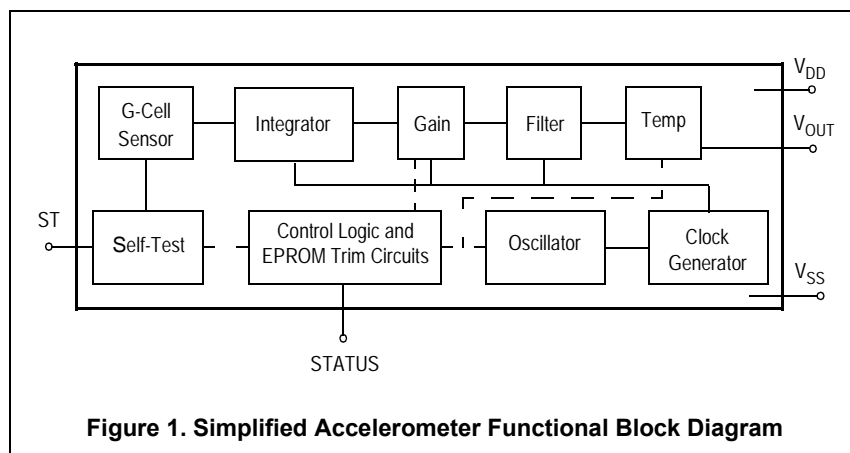 V_DD
G-Cell
Sensor
Integrator
Gain
Filter
Temp
V_OUT
ST
Self-Test
Control Logic and
EPROM Trim Circuits
Oscillator
Clock
Generator
V_SS
STATUS
Figure 1. Simplified Accelerometer Functional Block Diagram